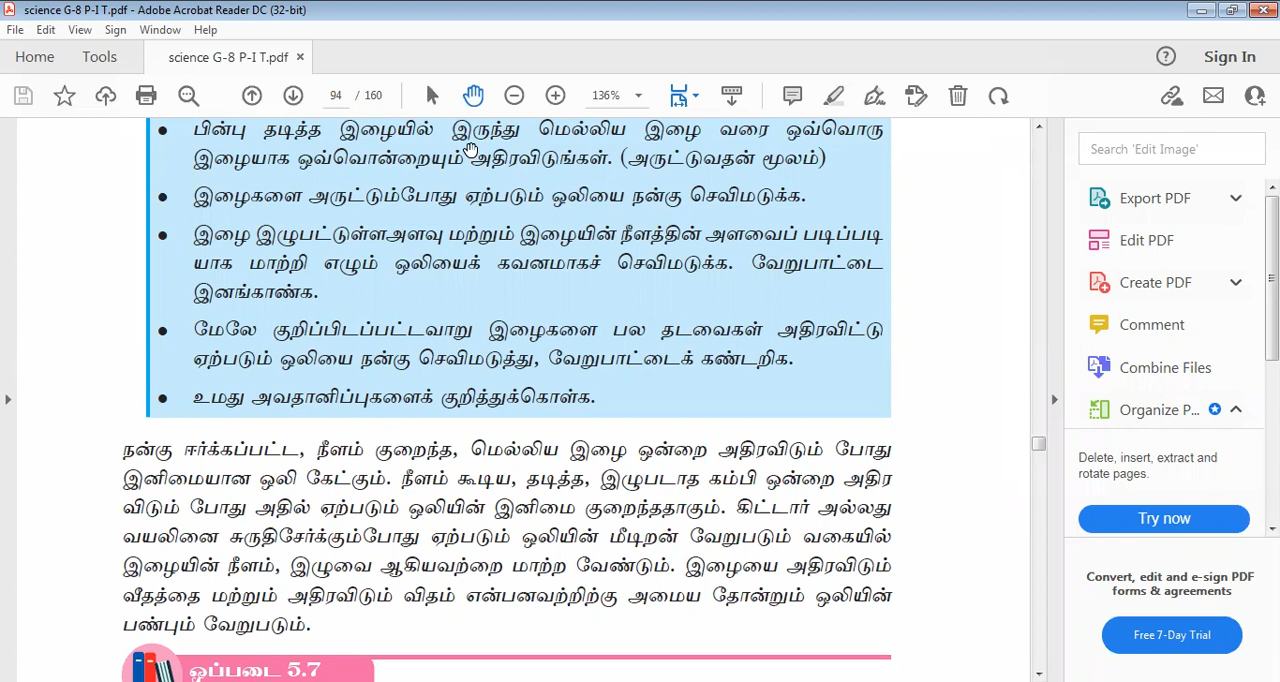 science G-8 P-I T.pdf - Adobe Acrobat Reader DC (32-bit)
File Edit View Sign Window Help
Home Tools science G-8 P-I T.pdf × Sign In
94 / 160 136%
பின்பு தடித்த இழையில் இருந்து மெல்லிய இழை வரை ஒவ்வொரு
இழையாக ஒவ்வொன்றையும் அதிரவிடுங்கள். (அருட்டுவதன் மூலம்)
இழைகளை அருட்டும்போது ஏற்படும் ஒலியை நன்கு செவிமடுக்க.
இழை இழுபட்டுள்ளஅளவு மற்றும் இழையின் நீளத்தின் அளவைப் படிப்படி
யாக மாற்றி எழும் ஒலியைக் கவனமாகச் செவிமடுக்க. வேறுபாட்டை
இனங்காண்க.
மேலே குறிப்பிடப்பட்டவாறு இழைகளை பல தடவைகள் அதிரவிட்டு
ஏற்படும் ஒலியை நன்கு செவிமடுத்து, வேறுபாட்டைக் கண்டறிக.
உமது அவதானிப்புகளைக் குறித்துக்கொள்க.
நன்கு ஈர்க்கப்பட்ட, நீளம் குறைந்த, மெல்லிய இழை ஒன்றை அதிரவிடும் போது
இனிமையான ஒலி கேட்கும். நீளம் கூடிய, தடித்த, இழுபடாத கம்பி ஒன்றை அதிர
விடும் போது அதில் ஏற்படும் ஒலியின் இனிமை குறைந்ததாகும். கிட்டார் அல்லது
வயலினை சுருதிசேர்க்கும்போது ஏற்படும் ஒலியின் மீடிறன் வேறுபடும் வகையில்
இழையின் நீளம், இழுவை ஆகியவற்றை மாற்ற வேண்டும். இழையை அதிரவிடும்
வீதத்தை மற்றும் அதிரவிடும் விதம் என்பனவற்றிற்கு அமைய தோன்றும் ஒலியின்
பண்பும் வேறுபடும்.
ஒப்படை 5.7
Search 'Edit Image'
Export PDF
Edit PDF
Create PDF
Comment
Combine Files
Organize P...
Delete, insert, extract and
rotate pages.
Try now
Convert, edit and e-sign PDF
forms & agreements
Free 7-Day Trial